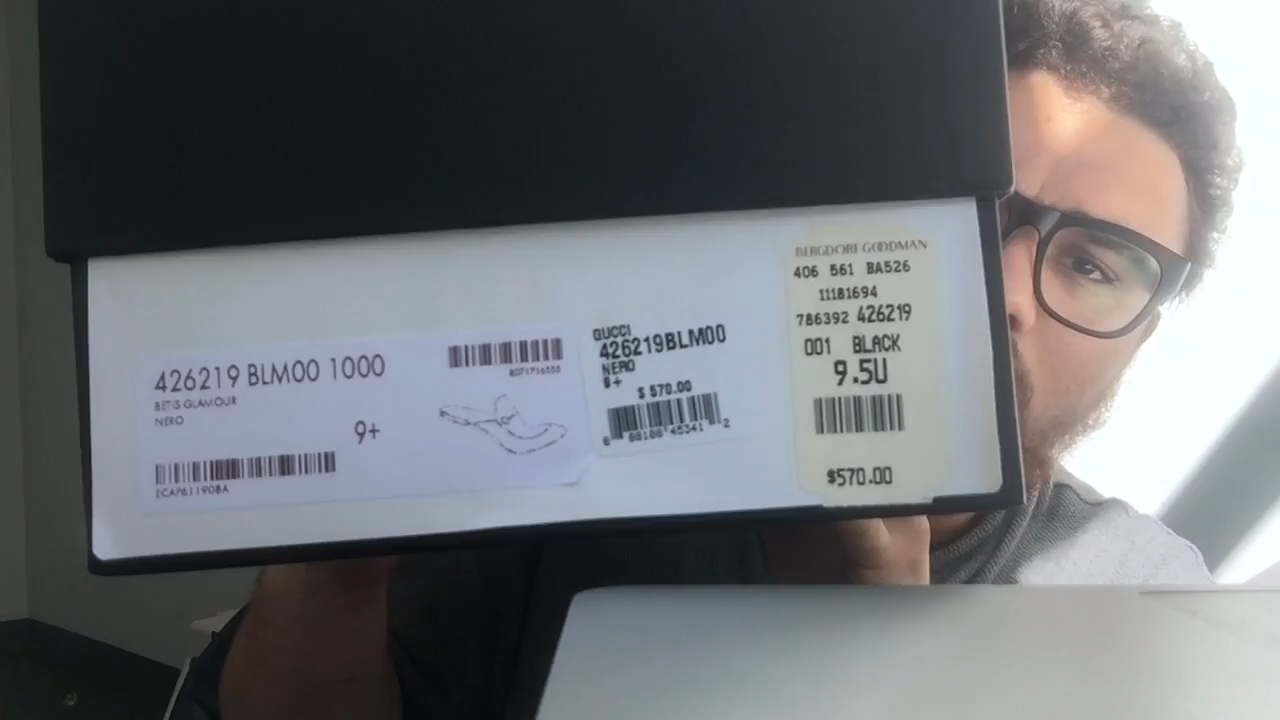 426219 BLM00 1000
BETIS GLAMOUR
NERO
9+
ECAP611908A
GUCCI
426219BLM00
NERO
9+
$ 570.00
BERGDORF GOODMAN
406 561 BA526
11181694
786392 426219
001 BLACK
9.5U
$570.00